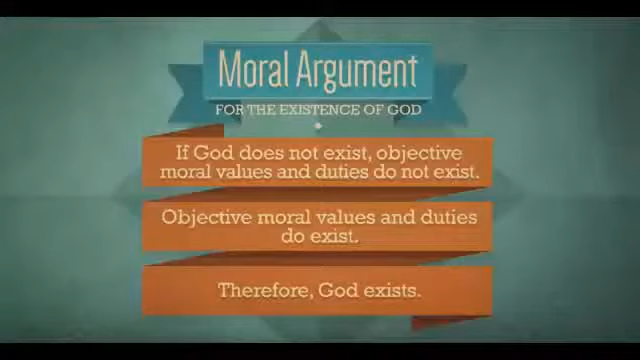 Moral Argument
FOR THE EXISTENCE OF GOD
If God does not exist, objective
moral values and duties do not exist.
Objective moral values and duties
do exist.
Therefore, God exists.